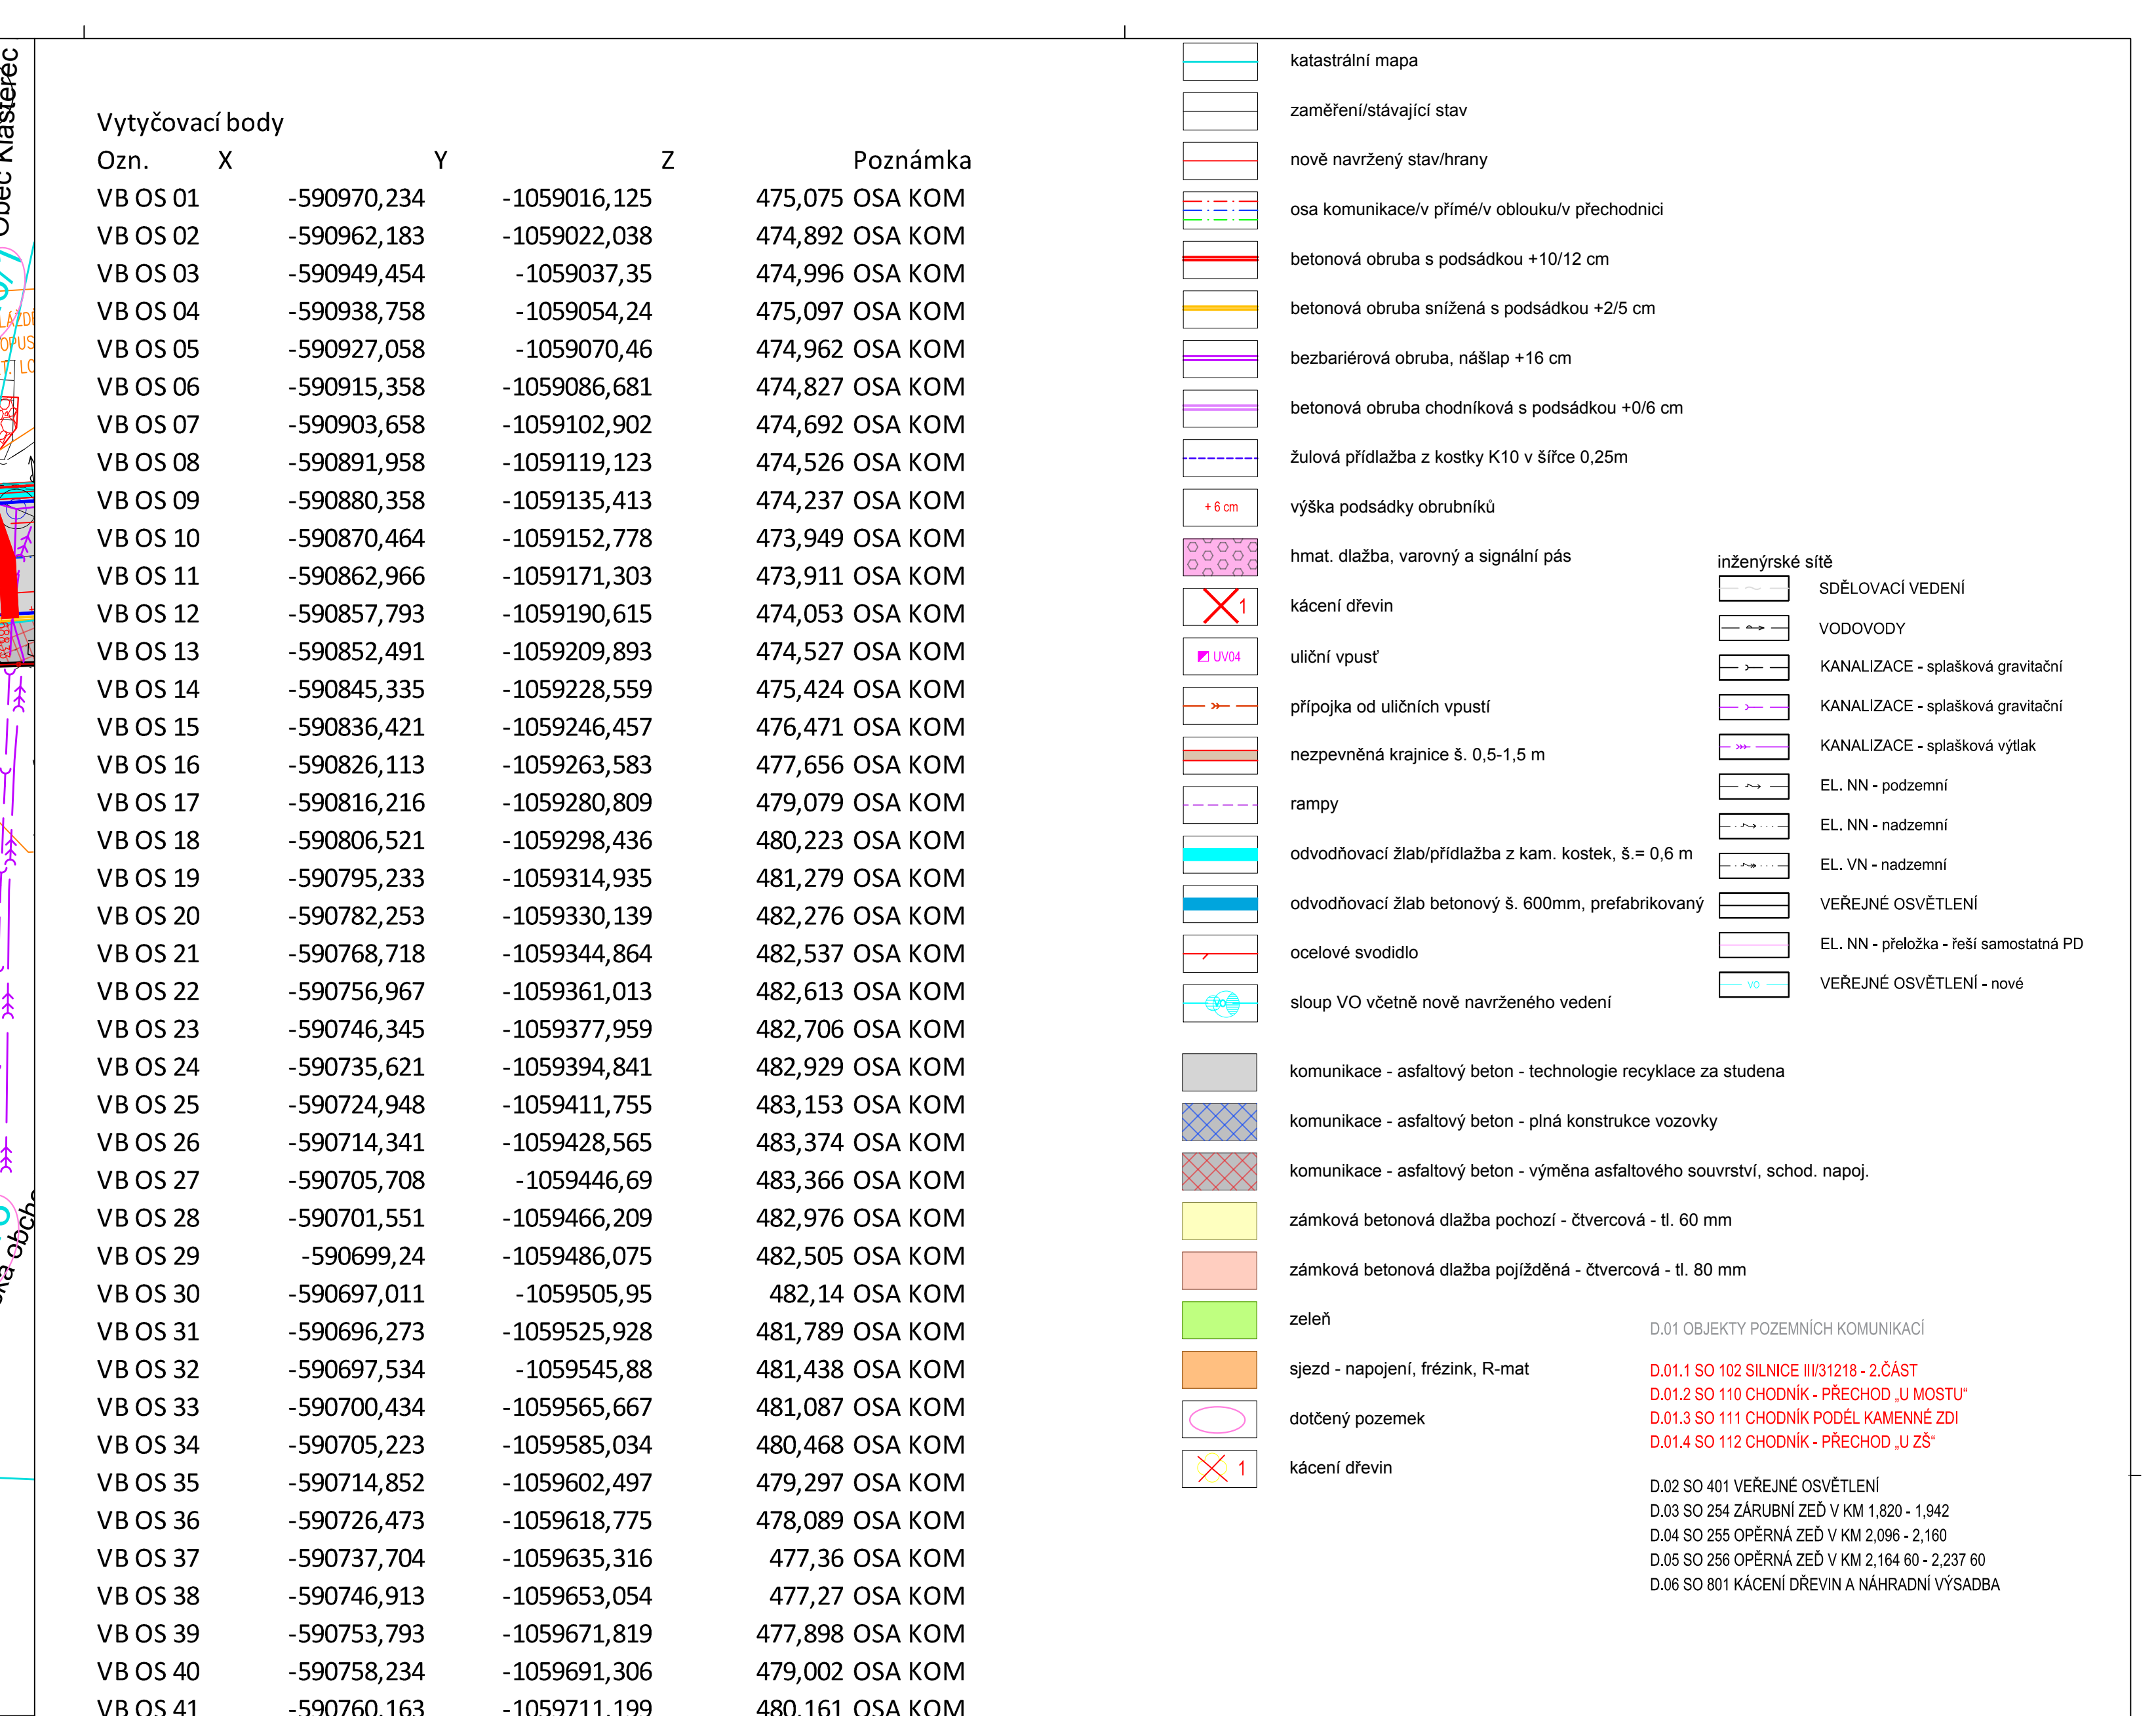 Obec Klášterec
Vytyčovací body
Ozn. X Y Z Poznámka
VB OS 01 -590970,234 -1059016,125 475,075 OSA KOM
VB OS 02 -590962,183 -1059022,038 474,892 OSA KOM
VB OS 03 -590949,454 -1059037,35 474,996 OSA KOM
VB OS 04 -590938,758 -1059054,24 475,097 OSA KOM
VB OS 05 -590927,058 -1059070,46 474,962 OSA KOM
VB OS 06 -590915,358 -1059086,681 474,827 OSA KOM
VB OS 07 -590903,658 -1059102,902 474,692 OSA KOM
VB OS 08 -590891,958 -1059119,123 474,526 OSA KOM
VB OS 09 -590880,358 -1059135,413 474,237 OSA KOM
VB OS 10 -590870,464 -1059152,778 473,949 OSA KOM
VB OS 11 -590862,966 -1059171,303 473,911 OSA KOM
VB OS 12 -590857,793 -1059190,615 474,053 OSA KOM
VB OS 13 -590852,491 -1059209,893 474,527 OSA KOM
VB OS 14 -590845,335 -1059228,559 475,424 OSA KOM
VB OS 15 -590836,421 -1059246,457 476,471 OSA KOM
VB OS 16 -590826,113 -1059263,583 477,656 OSA KOM
VB OS 17 -590816,216 -1059280,809 479,079 OSA KOM
VB OS 18 -590806,521 -1059298,436 480,223 OSA KOM
VB OS 19 -590795,233 -1059314,935 481,279 OSA KOM
VB OS 20 -590782,253 -1059330,139 482,276 OSA KOM
VB OS 21 -590768,718 -1059344,864 482,537 OSA KOM
VB OS 22 -590756,967 -1059361,013 482,613 OSA KOM
VB OS 23 -590746,345 -1059377,959 482,706 OSA KOM
VB OS 24 -590735,621 -1059394,841 482,929 OSA KOM
VB OS 25 -590724,948 -1059411,755 483,153 OSA KOM
VB OS 26 -590714,341 -1059428,565 483,374 OSA KOM
VB OS 27 -590705,708 -1059446,69 483,366 OSA KOM
VB OS 28 -590701,551 -1059466,209 482,976 OSA KOM
VB OS 29 -590699,24 -1059486,075 482,505 OSA KOM
VB OS 30 -590697,011 -1059505,95 482,14 OSA KOM
VB OS 31 -590696,273 -1059525,928 481,789 OSA KOM
VB OS 32 -590697,534 -1059545,88 481,438 OSA KOM
VB OS 33 -590700,434 -1059565,667 481,087 OSA KOM
VB OS 34 -590705,223 -1059585,034 480,468 OSA KOM
VB OS 35 -590714,852 -1059602,497 479,297 OSA KOM
VB OS 36 -590726,473 -1059618,775 478,089 OSA KOM
VB OS 37 -590737,704 -1059635,316 477,36 OSA KOM
VB OS 38 -590746,913 -1059653,054 477,27 OSA KOM
VB OS 39 -590753,793 -1059671,819 477,898 OSA KOM
VB OS 40 -590758,234 -1059691,306 479,002 OSA KOM
VB OS 41 -590760,163 -1059711,199 480,161 OSA KOM
katastrální mapa
zaměření/stávající stav
nově navržený stav/hrany
osa komunikace/v přímé/v oblouku/v přechodnici
betonová obruba s podsádkou +10/12 cm
betonová obruba snížená s podsádkou +2/5 cm
bezbariérová obruba, nášlap +16 cm
betonová obruba chodníková s podsádkou +0/6 cm
žulová přídlažba z kostky K10 v šířce 0,25m
+ 6 cm výška podsádky obrubníků
hmat. dlažba, varovný a signální pás
1 kácení dřevin
UV04 uliční vpusť
přípojka od uličních vpustí
nezpevněná krajnice š. 0,5-1,5 m
rampy
odvodňovací žlab/přídlažba z kam. kostek, š.= 0,6 m
odvodňovací žlab betonový š. 600mm, prefabrikovaný
ocelové svodidlo
VO sloup VO včetně nově navrženého vedení
komunikace - asfaltový beton - technologie recyklace za studena
komunikace - asfaltový beton - plná konstrukce vozovky
komunikace - asfaltový beton - výměna asfaltového souvrství, schod. napoj.
zámková betonová dlažba pochozí - čtvercová - tl. 60 mm
zámková betonová dlažba pojížděná - čtvercová - tl. 80 mm
zeleň
sjezd - napojení, frézink, R-mat
dotčený pozemek
1 kácení dřevin
inženýrské sítě
SDĚLOVACÍ VEDENÍ
VODOVODY
KANALIZACE - splašková gravitační
KANALIZACE - splašková gravitační
KANALIZACE - splašková výtlak
EL. NN - podzemní
EL. NN - nadzemní
EL. VN - nadzemní
VEŘEJNÉ OSVĚTLENÍ
EL. NN - přeložka - řeší samostatná PD
VO VEŘEJNÉ OSVĚTLENÍ - nové
D.01 OBJEKTY POZEMNÍCH KOMUNIKACÍ
D.01.1 SO 102 SILNICE III/31218 - 2.ČÁST
D.01.2 SO 110 CHODNÍK - PŘECHOD „U MOSTU“
D.01.3 SO 111 CHODNÍK PODÉL KAMENNÉ ZDI
D.01.4 SO 112 CHODNÍK - PŘECHOD „U ZŠ“
D.02 SO 401 VEŘEJNÉ OSVĚTLENÍ
D.03 SO 254 ZÁRUBNÍ ZEĎ V KM 1,820 - 1,942
D.04 SO 255 OPĚRNÁ ZEĎ V KM 2,096 - 2,160
D.05 SO 256 OPĚRNÁ ZEĎ V KM 2,164 60 - 2,237 60
D.06 SO 801 KÁCENÍ DŘEVIN A NÁHRADNÍ VÝSADBA